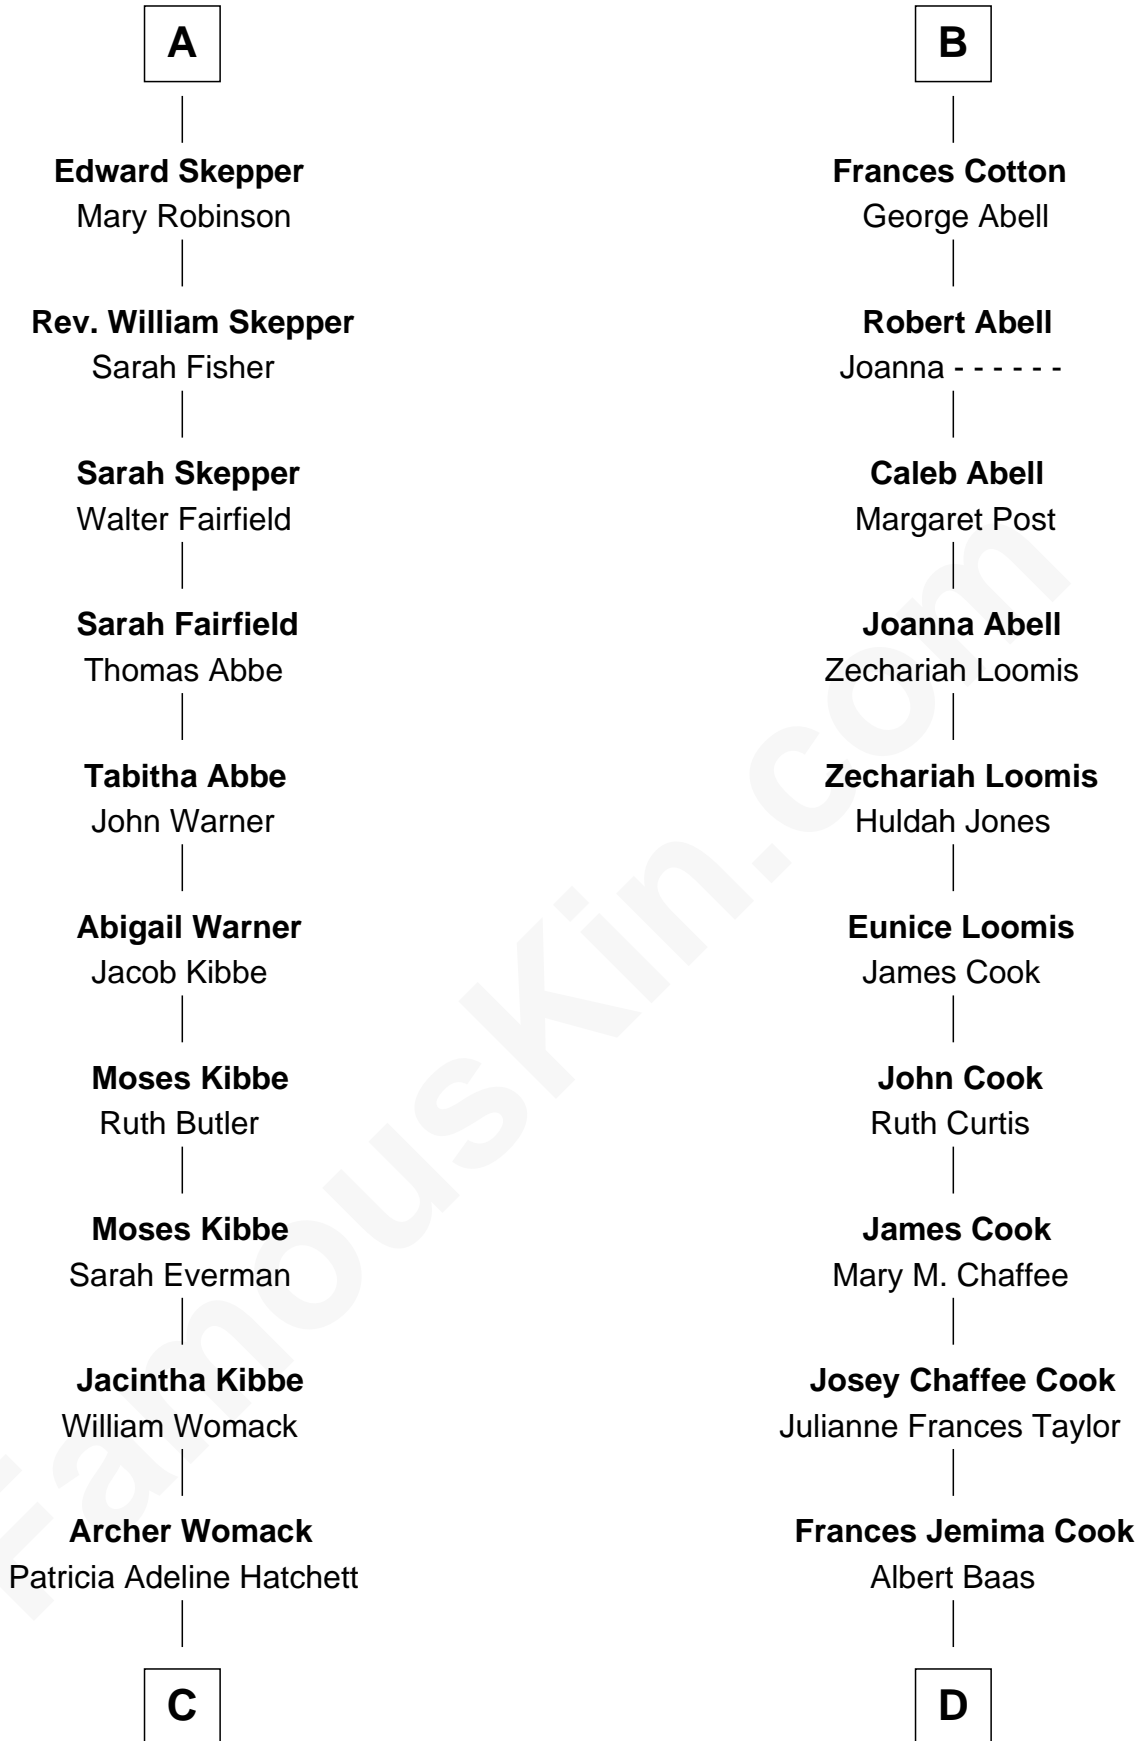 A
Edward Skepper
Mary Robinson
Rev. William Skepper
Sarah Fisher
Sarah Skepper
Walter Fairfield
Sarah Fairfield
Thomas Abbe
Tabitha Abbe
John Warner
Abigail Warner
Jacob Kibbe
Moses Kibbe
Ruth Butler
Moses Kibbe
Sarah Everman
Jacintha Kibbe
William Womack
Archer Womack
Patricia Adeline Hatchett
C
B
Frances Cotton
George Abell
Robert Abell
Joanna - - - - - -
Caleb Abell
Margaret Post
Joanna Abell
Zechariah Loomis
Zechariah Loomis
Huldah Jones
Eunice Loomis
James Cook
John Cook
Ruth Curtis
James Cook
Mary M. Chaffee
Josey Chaffee Cook
Julianne Frances Taylor
Frances Jemima Cook
Albert Baas
D
FamousKin.com